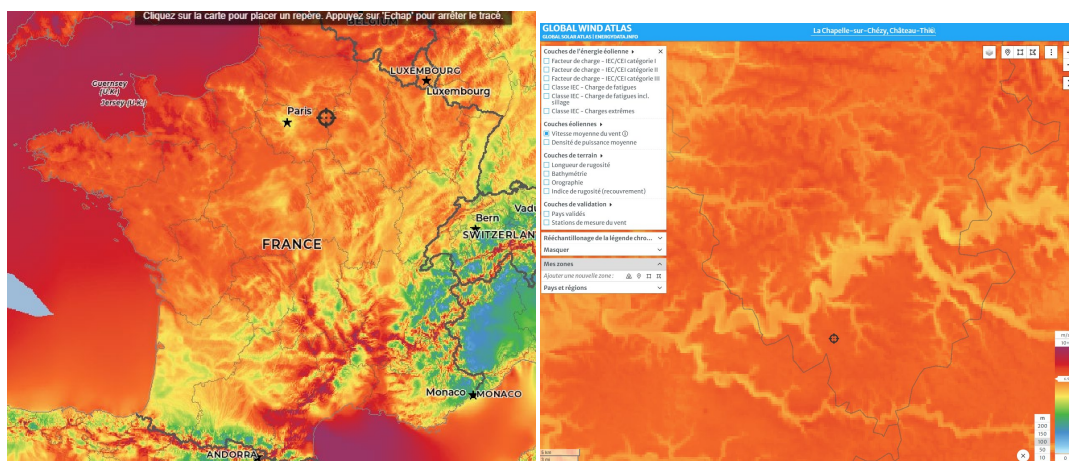 Cliquez sur la carte pour placer un repère. Appuyez sur 'Echap' pour arrêter le tracé.
BELGIUM
LUXEMBOURG
Luxembourg
Guernsey
(U.K.)
Jersey (U.K.)
Paris
Bern
SWITZERLAN
FRANCE
Monaco
MONACO
ANDORRA
GLOBAL WIND ATLAS
GLOBAL SOLAR ATLAS | ENERGYDATA.INFO
Couches de l'énergie éolienne
Facteur de charge - IEC/CEI catégorie I
Facteur de charge - IEC/CEI catégorie II
Facteur de charge - IEC/CEI catégorie III
Classe IEC - Charge de fatigues
Classe IEC - Charge de fatigues incl.
sillage
Classe IEC - Charges extrêmes
Couches éoliennes
Vitesse moyenne du vent
Densité de puissance moyenne
Couches de terrain
Longueur de rugosité
Bathymétrie
Orographie
Indice de rugosité (recouvrement)
Couches de validation
Pays validés
Stations de mesure du vent
Rééchantillonage de la légende chro...
Masquer
Mes zones
Ajouter une nouvelle zone :
Pays et régions
La Chapelle-sur-Chézy, Château-Thi
m
200
150
100
50
10
0